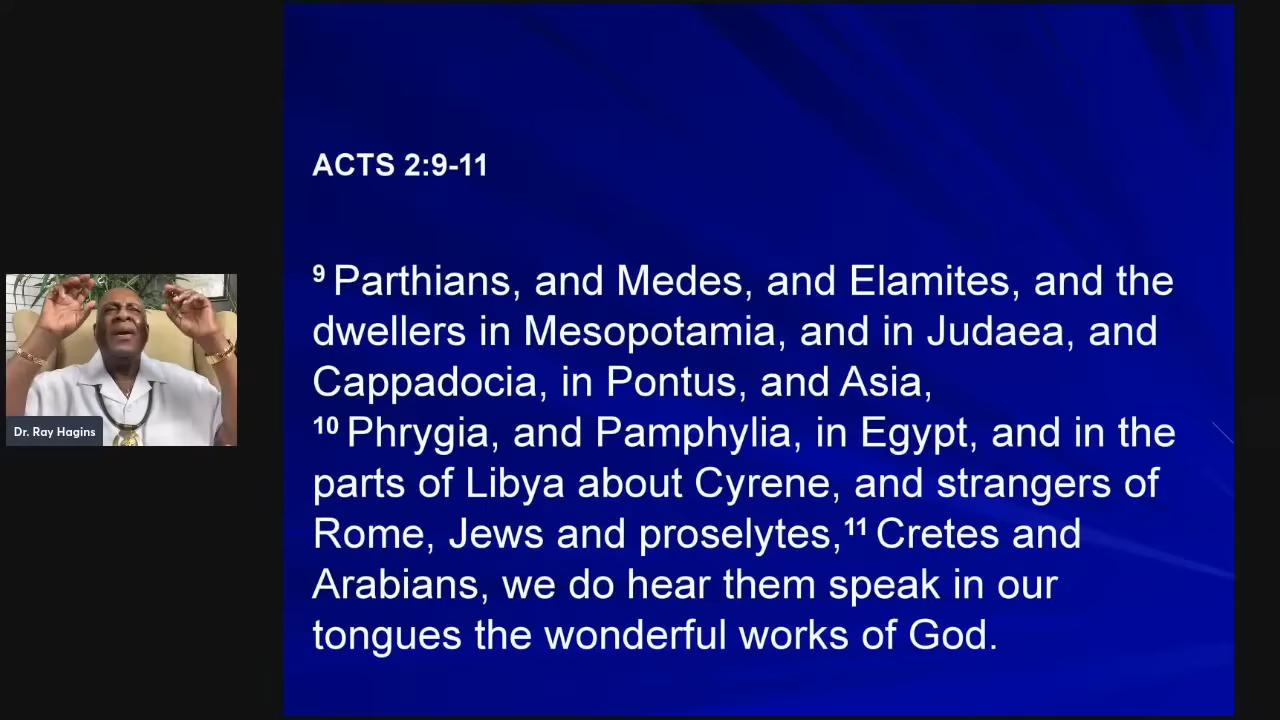 ACTS 2:9-11
9 Parthians, and Medes, and Elamites, and the
dwellers in Mesopotamia, and in Judaea, and
Cappadocia, in Pontus, and Asia,
10 Phrygia, and Pamphylia, in Egypt, and in the
parts of Libya about Cyrene, and strangers of
Rome, Jews and proselytes,11 Cretes and
Arabians, we do hear them speak in our
tongues the wonderful works of God.
Dr. Ray Hagins